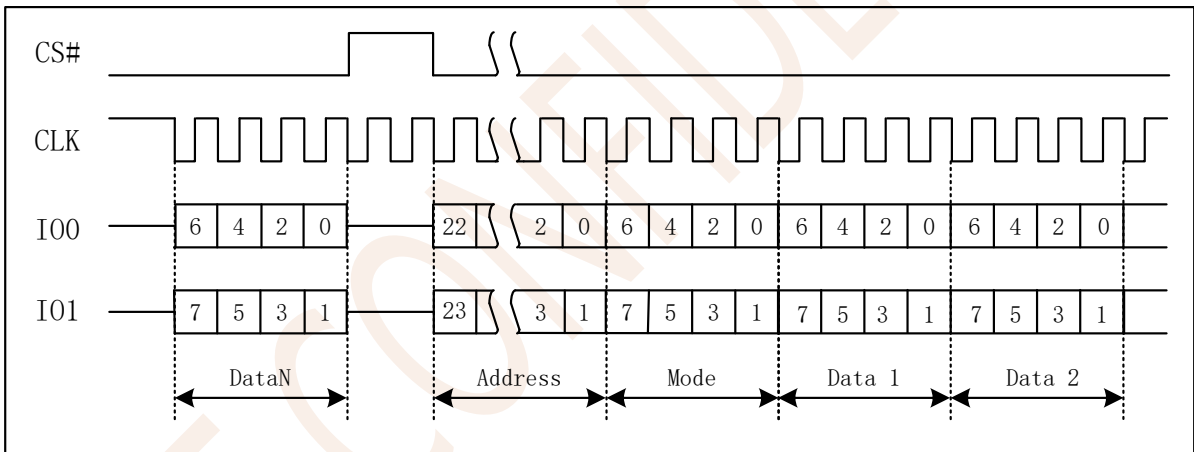 CS#
CLK
IO0 6 4 2 0 22 2 0 6 4 2 0 6 4 2 0 6 4 2 0
IO1 7 5 3 1 23 3 1 7 5 3 1 7 5 3 1 7 5 3 1
DataN Address Mode Data 1 Data 2